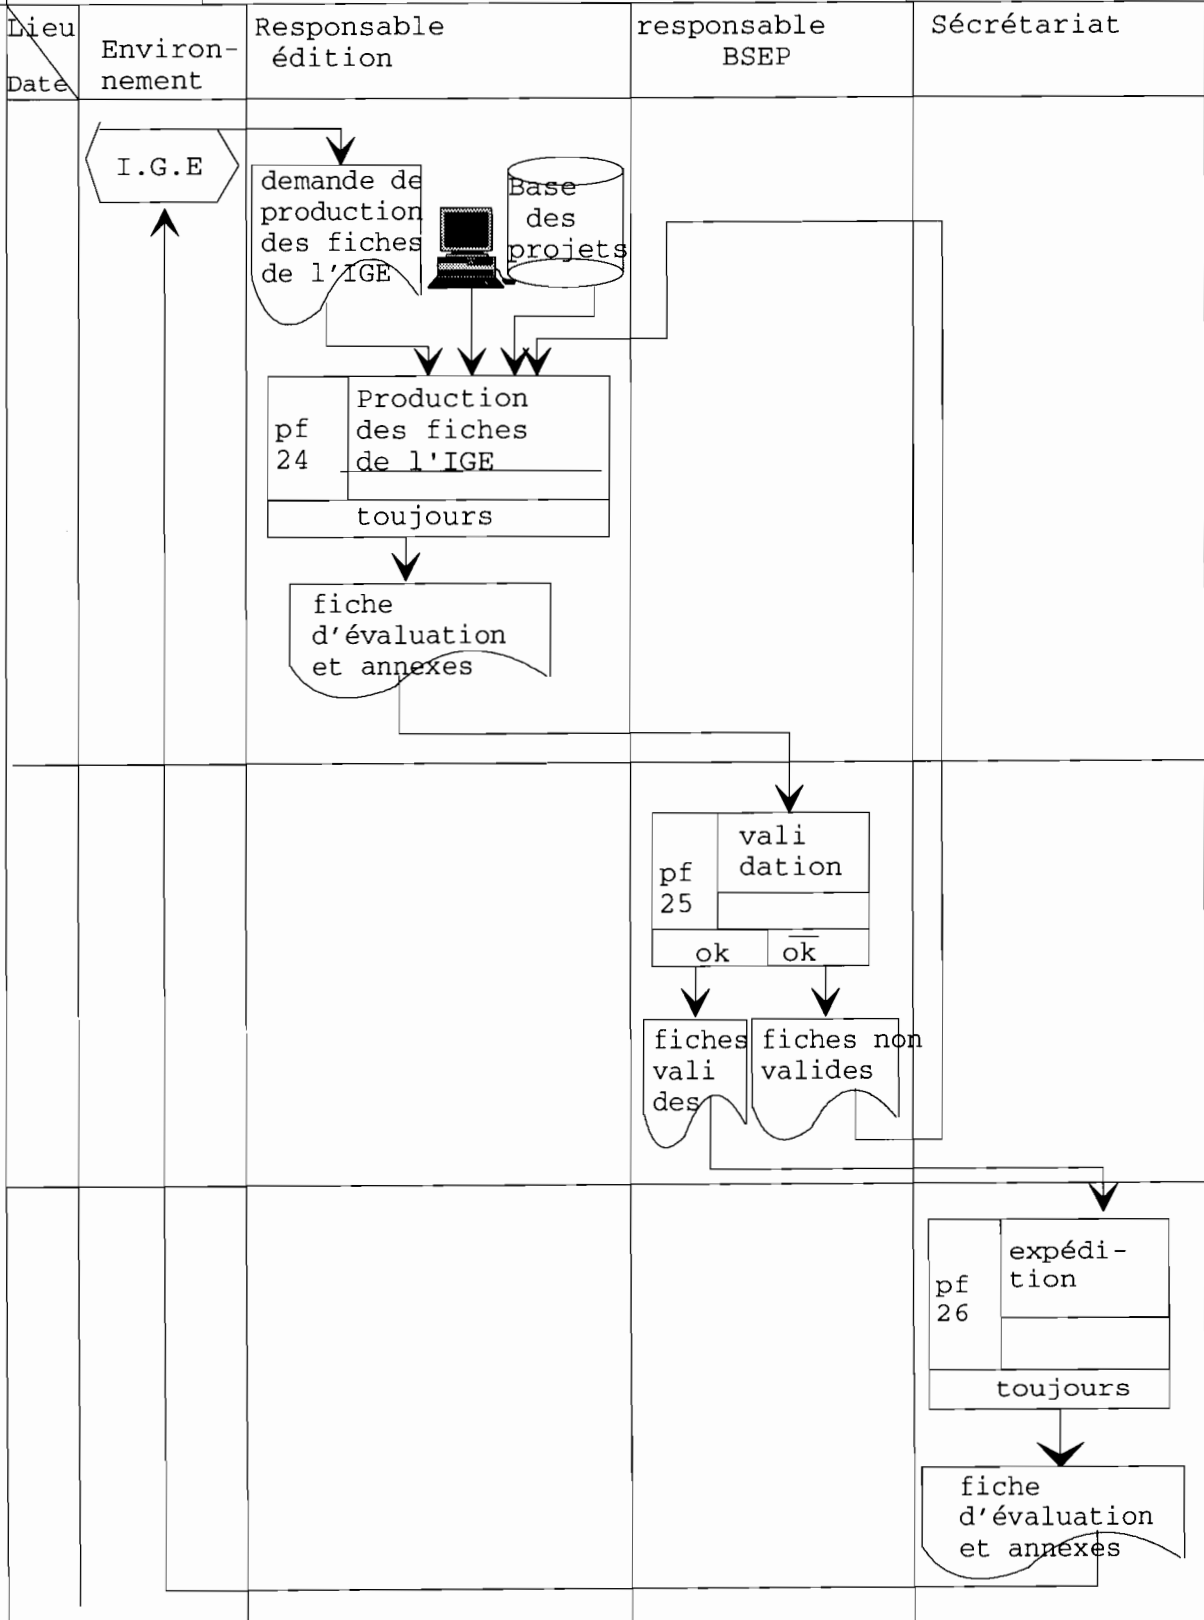 Lieu
Date
Environ-
nement
Responsable
édition
responsable
BSEP
Sécrétariat
I.G.E
demande de
production
des fiches
de l'IGE
Base
des
projets
pf
24
Production
des fiches
de l'IGE
toujours
fiche
d'évaluation
et annexes
pf
25
vali
dation
ok
ok
fiches
vali
des
fiches non
valides
pf
26
expédi-
tion
toujours
fiche
d'évaluation
et annexes